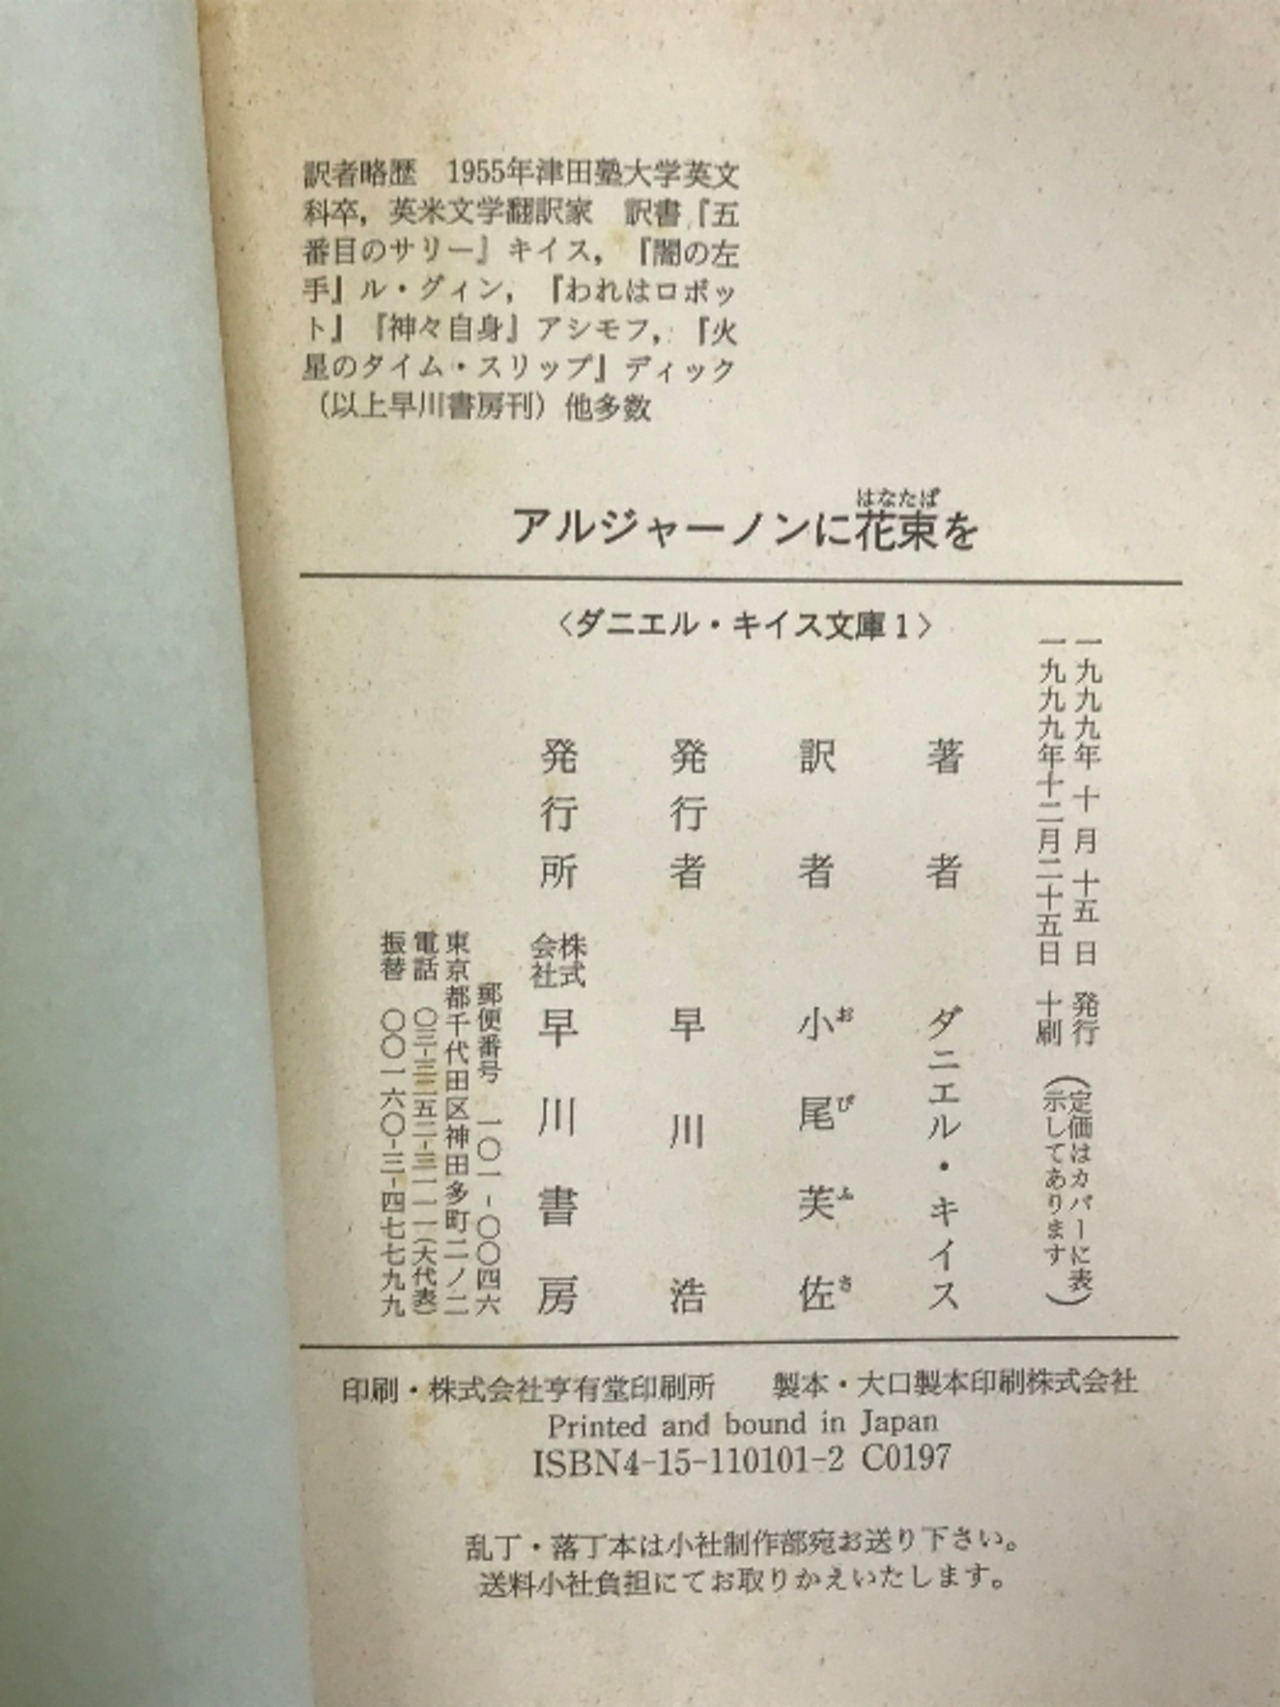 訳者略歴　1955年津田塾大学英文
科卒，英米文学翻訳家　訳書『五
番目のサリー』キイス，『闇の左
手』ル・グィン，『われはロボッ
ト』『神々自身』アシモフ，『火
星のタイム・スリップ』ディック
（以上早川書房刊）他多数
はなたば
アルジャーノンに花束を
〈ダニエル・キイス文庫1〉
一九九九年十月十五日　発行
一九九九年十二月二十五日　十刷
（定価はカバーに表
示してあります）
著者　ダニエル・キイス
訳者　小尾芙佐
おびふさ
発行者　早川　浩
発行所　株式会社早川書房
郵便番号　一〇一-〇〇四六
東京都千代田区神田多町二ノ二
電話　〇三-三二五二-三一一一（大代表）
振替　〇〇一六〇-三-四七七九九
印刷・株式会社亨有堂印刷所　製本・大口製本印刷株式会社
Printed and bound in Japan
ISBN4-15-110101-2 C0197
乱丁・落丁本は小社制作部宛お送り下さい。
送料小社負担にてお取りかえいたします。